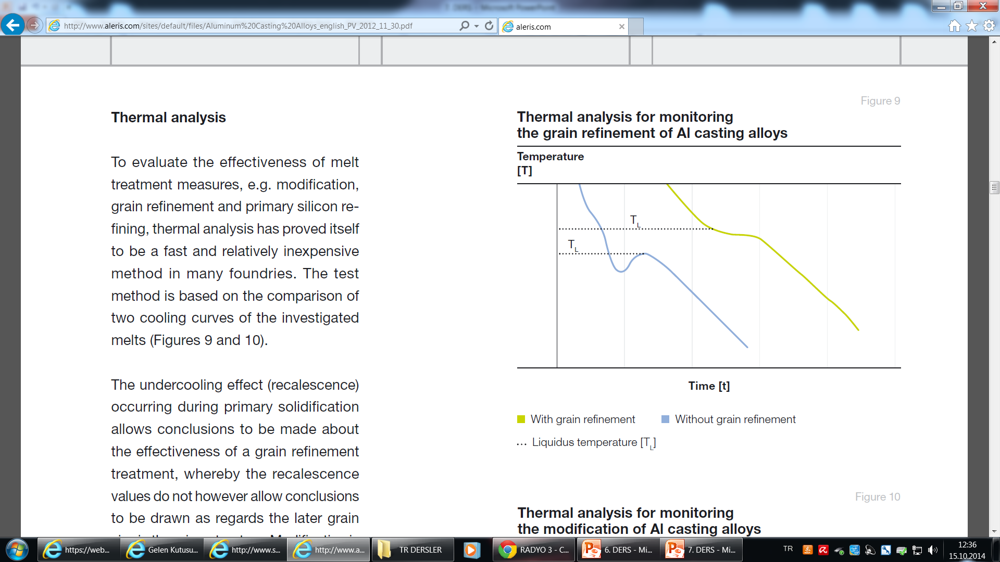 7. DERS - Microsoft PowerPoint
http://www.aleris.com/sites/default/files/Aluminum%20Casting%20Alloys_english_PV_2012_11_30.pdf
aleris.com
Thermal analysis
To evaluate the effectiveness of melt
treatment measures, e.g. modification,
grain refinement and primary silicon re-
fining, thermal analysis has proved itself
to be a fast and relatively inexpensive
method in many foundries. The test
method is based on the comparison of
two cooling curves of the investigated
melts (Figures 9 and 10).
The undercooling effect (recalescence)
occurring during primary solidification
allows conclusions to be made about
the effectiveness of a grain refinement
treatment, whereby the recalescence
values do not however allow conclusions
to be drawn as regards the later grain
Figure 9
Thermal analysis for monitoring
the grain refinement of Al casting alloys
Temperature
[T]
TL
TL
Time [t]
With grain refinement
Without grain refinement
... Liquidus temperature [TL]
Figure 10
Thermal analysis for monitoring
the modification of Al casting alloys
https://web...
Gelen Kutusu...
http://www.s...
http://www.a...
TR DERSLER
RADYO 3 - C...
6. DERS - Mi...
7. DERS - Mi...
TR
12:36
15.10.2014